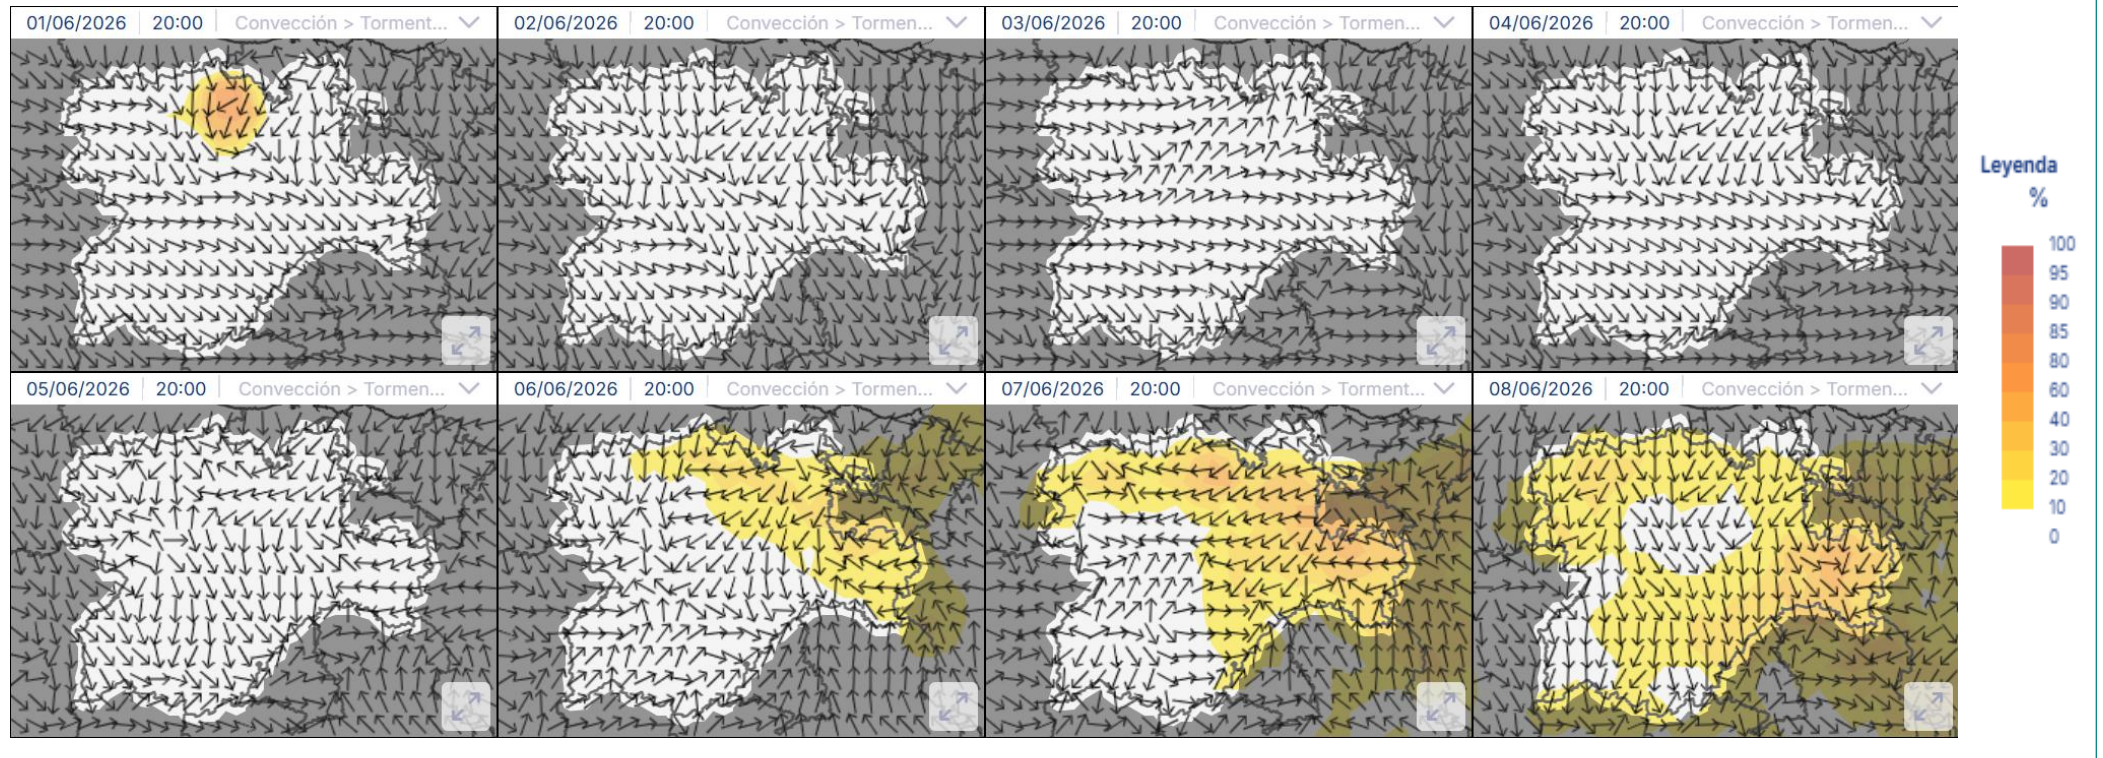 01/06/2026 20:00 Convección > Torment...
02/06/2026 20:00 Convección > Tormen...
03/06/2026 20:00 Convección > Tormen...
04/06/2026 20:00 Convección > Tormen...
05/06/2026 20:00 Convección > Tormen...
06/06/2026 20:00 Convección > Tormen...
07/06/2026 20:00 Convección > Torment...
08/06/2026 20:00 Convección > Tormen...
Leyenda
%
100
95
90
85
80
60
40
30
20
10
0